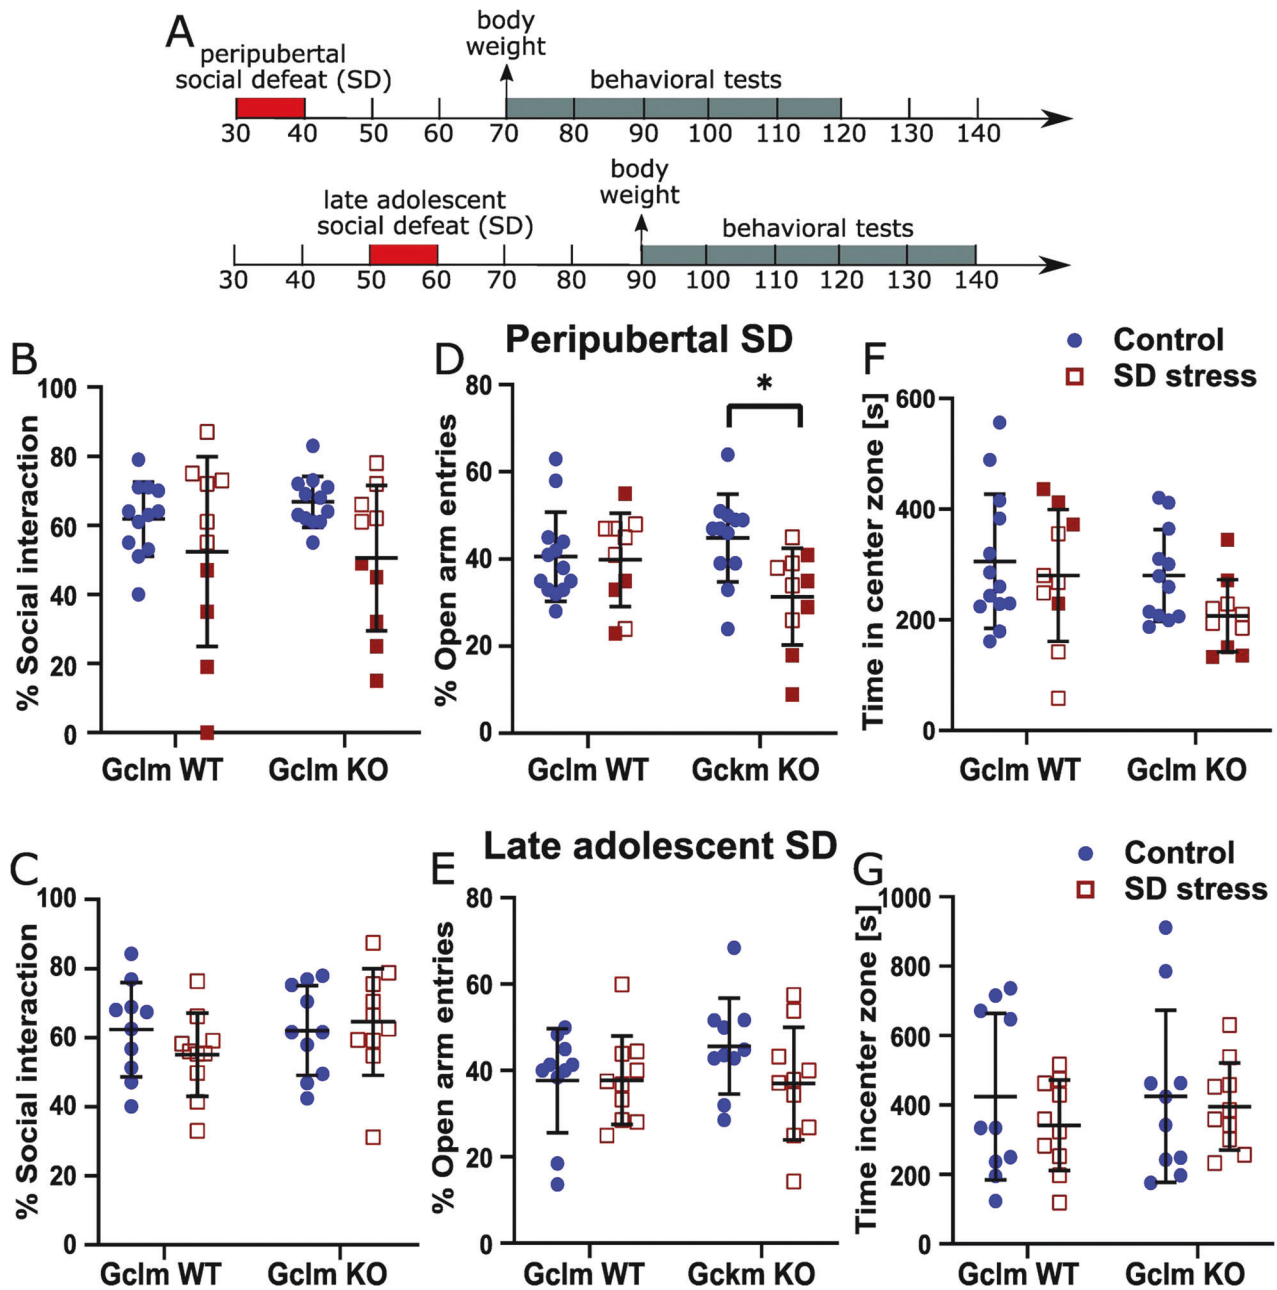 A
peripubertal
social defeat (SD)
body
weight
behavioral tests
30 40 50 60 70 80 90 100 110 120 130 140
late adolescent
social defeat (SD)
body
weight
behavioral tests
30 40 50 60 70 80 90 100 110 120 130 140
Peripubertal SD
Control
SD stress
B
% Social interaction
100
80
60
40
20
0
Gclm WT Gclm KO
D
% Open arm entries
80
60
40
20
0
*
Gclm WT Gckm KO
F
Time in center zone [s]
600
400
200
0
Gclm WT Gclm KO
Late adolescent SD
Control
SD stress
C
% Social interaction
100
80
60
40
20
0
Gclm WT Gclm KO
E
% Open arm entries
80
60
40
20
0
Gclm WT Gckm KO
G
Time incenter zone [s]
1000
800
600
400
200
0
Gclm WT Gclm KO